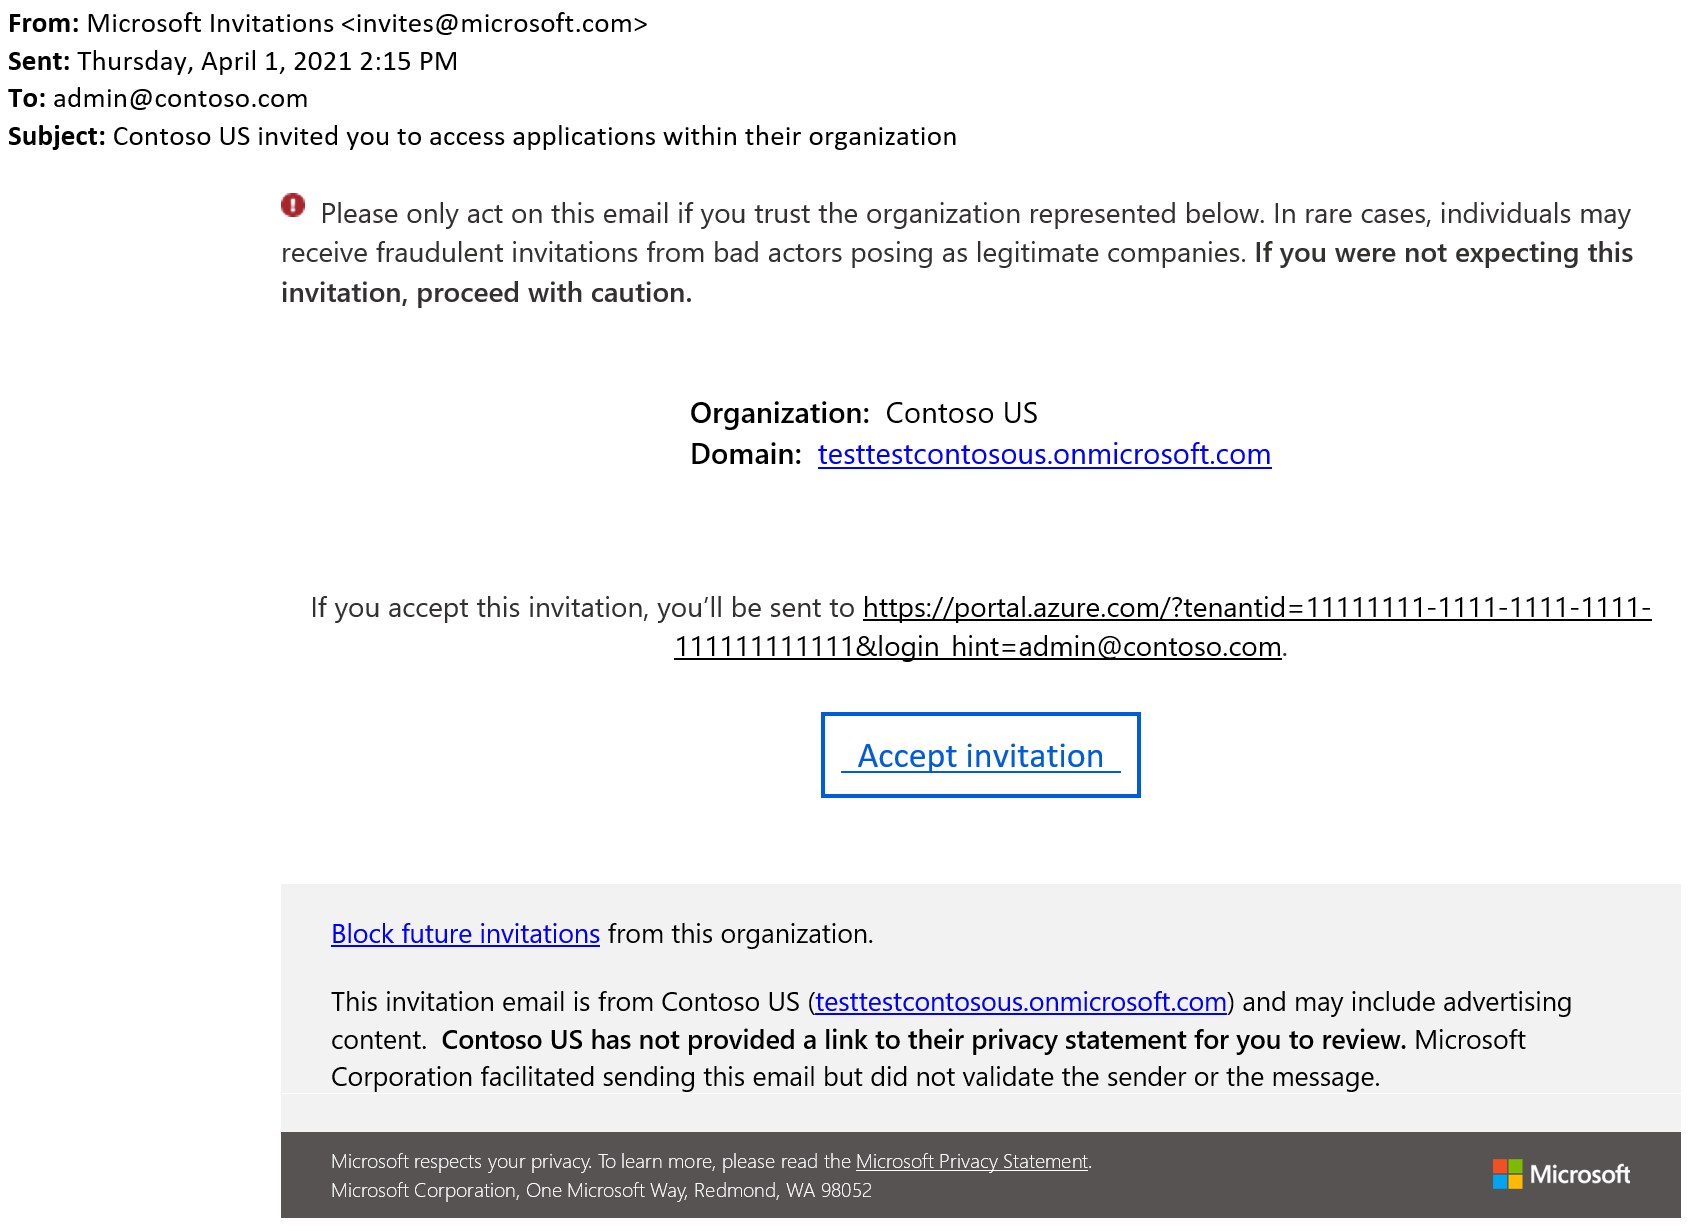 From: Microsoft Invitations <invites@microsoft.com>
Sent: Thursday, April 1, 2021 2:15 PM
To: admin@contoso.com
Subject: Contoso US invited you to access applications within their organization
Please only act on this email if you trust the organization represented below. In rare cases, individuals may
receive fraudulent invitations from bad actors posing as legitimate companies. If you were not expecting this
invitation, proceed with caution.
Organization: Contoso US
Domain: testtestcontosous.onmicrosoft.com
If you accept this invitation, you’ll be sent to https://portal.azure.com/?tenantid=11111111-1111-1111-1111-
111111111111&login_hint=admin@contoso.com.
Accept invitation
Block future invitations from this organization.
This invitation email is from Contoso US (testtestcontosous.onmicrosoft.com) and may include advertising
content. Contoso US has not provided a link to their privacy statement for you to review. Microsoft
Corporation facilitated sending this email but did not validate the sender or the message.
Microsoft respects your privacy. To learn more, please read the Microsoft Privacy Statement.
Microsoft Corporation, One Microsoft Way, Redmond, WA 98052
Microsoft